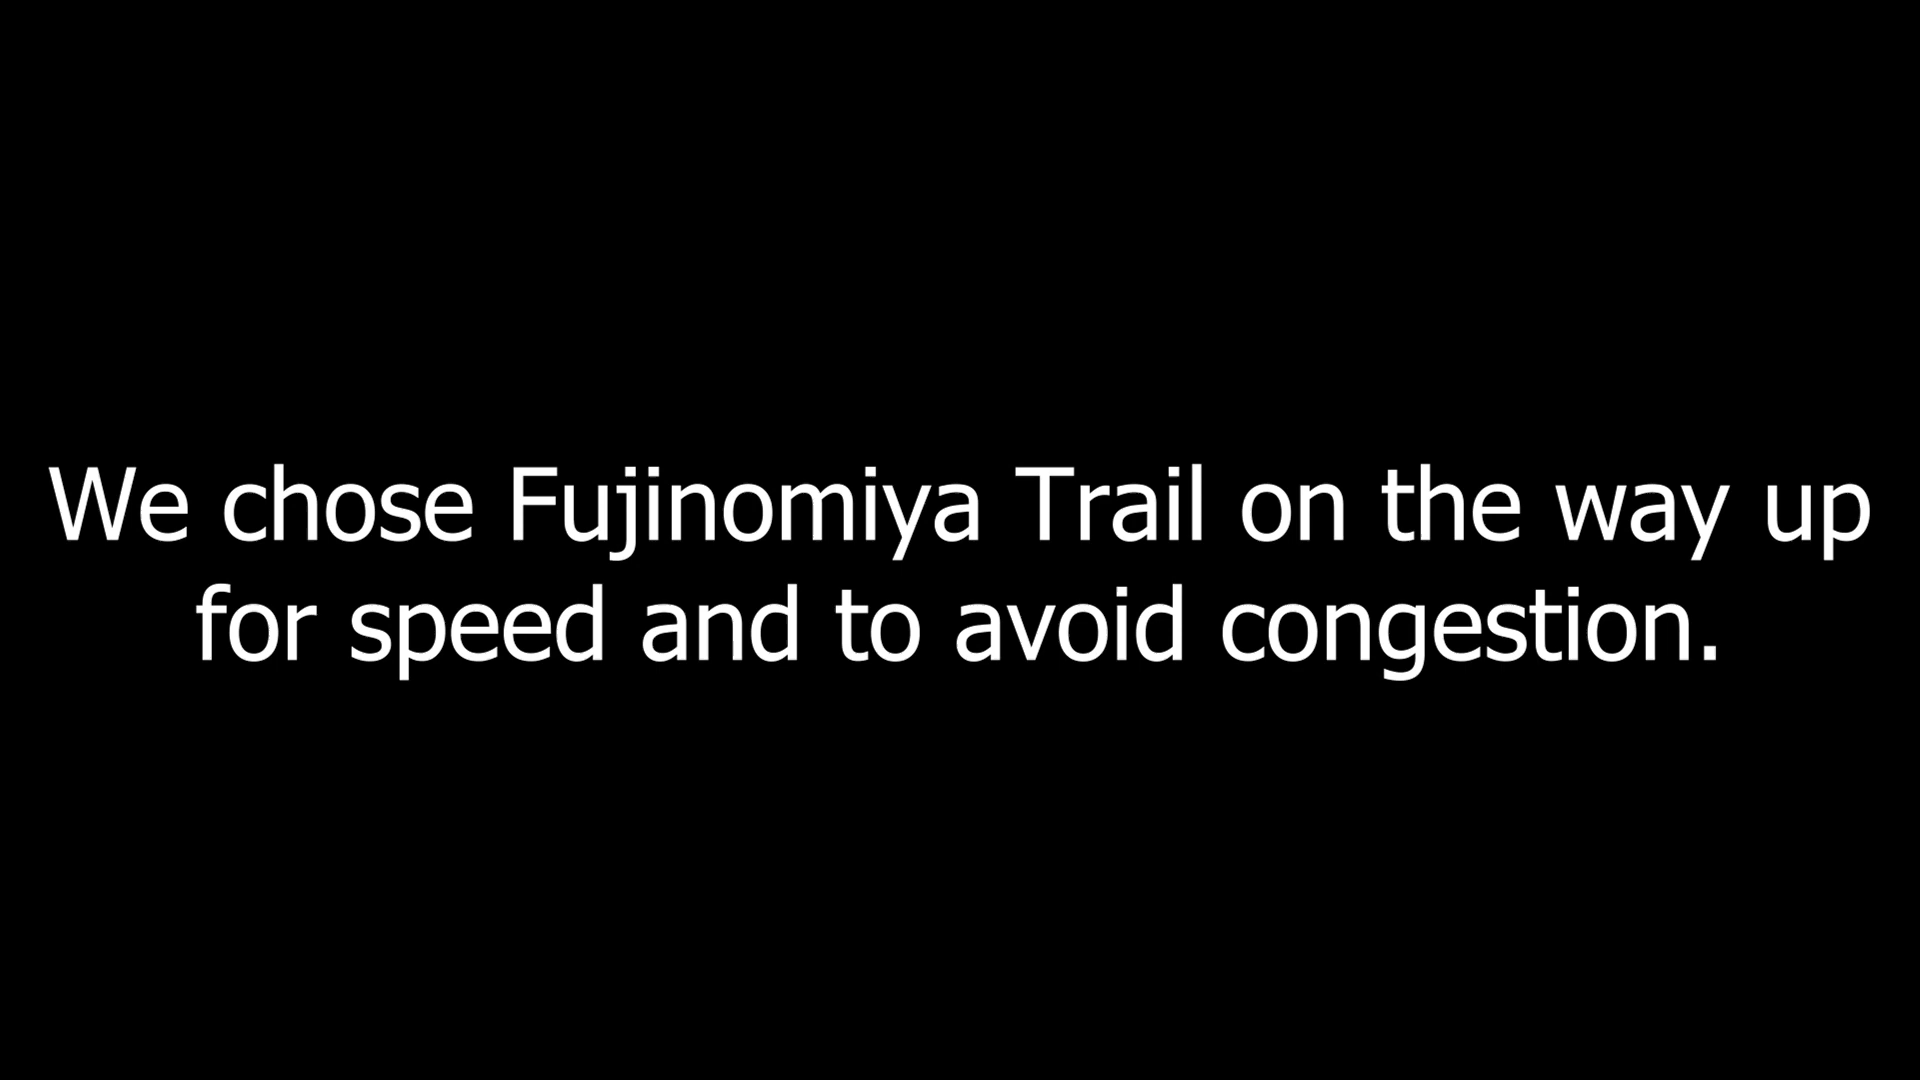 We chose Fujinomiya Trail on the way up
for speed and to avoid congestion.